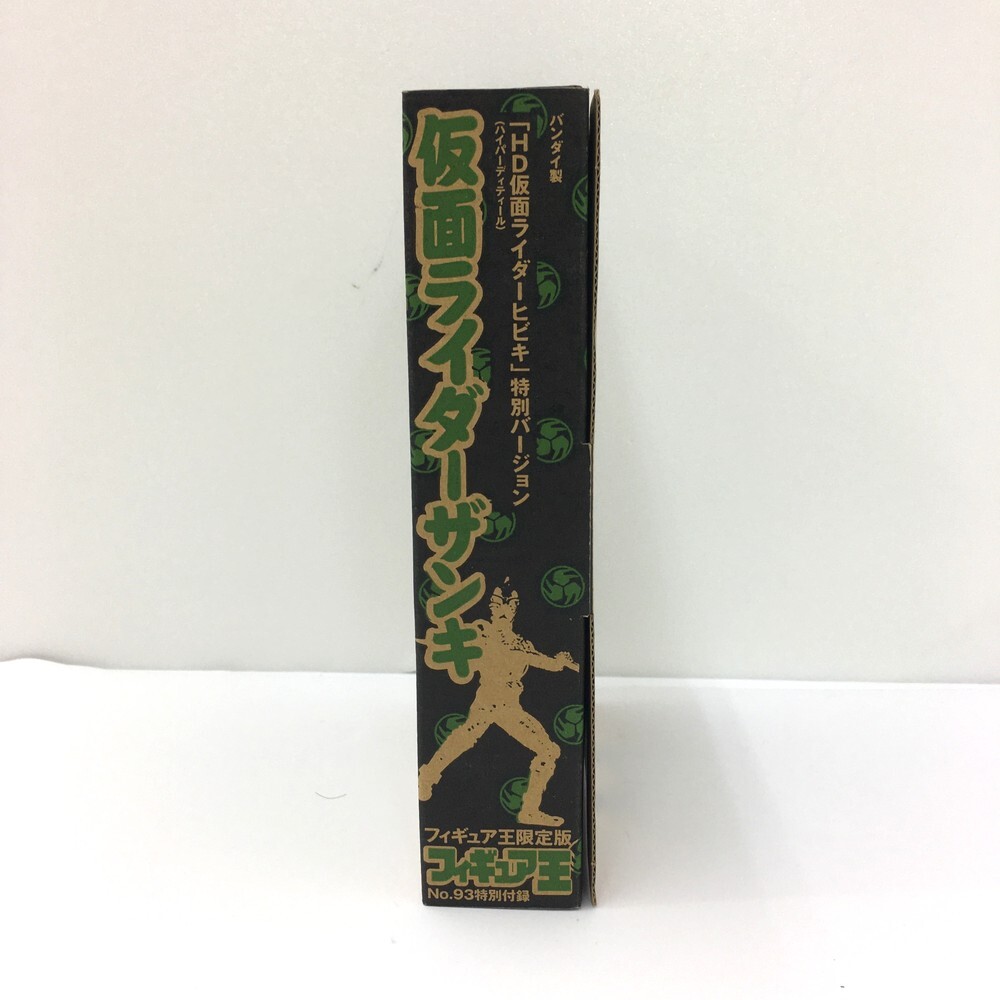 バンダイ製
「HD仮面ライダーヒビキ」特別バージョン
(ハイパーディティール)
仮面ライダーザンキ
フィギュア王限定版
フィギュア王
No.93特別付録